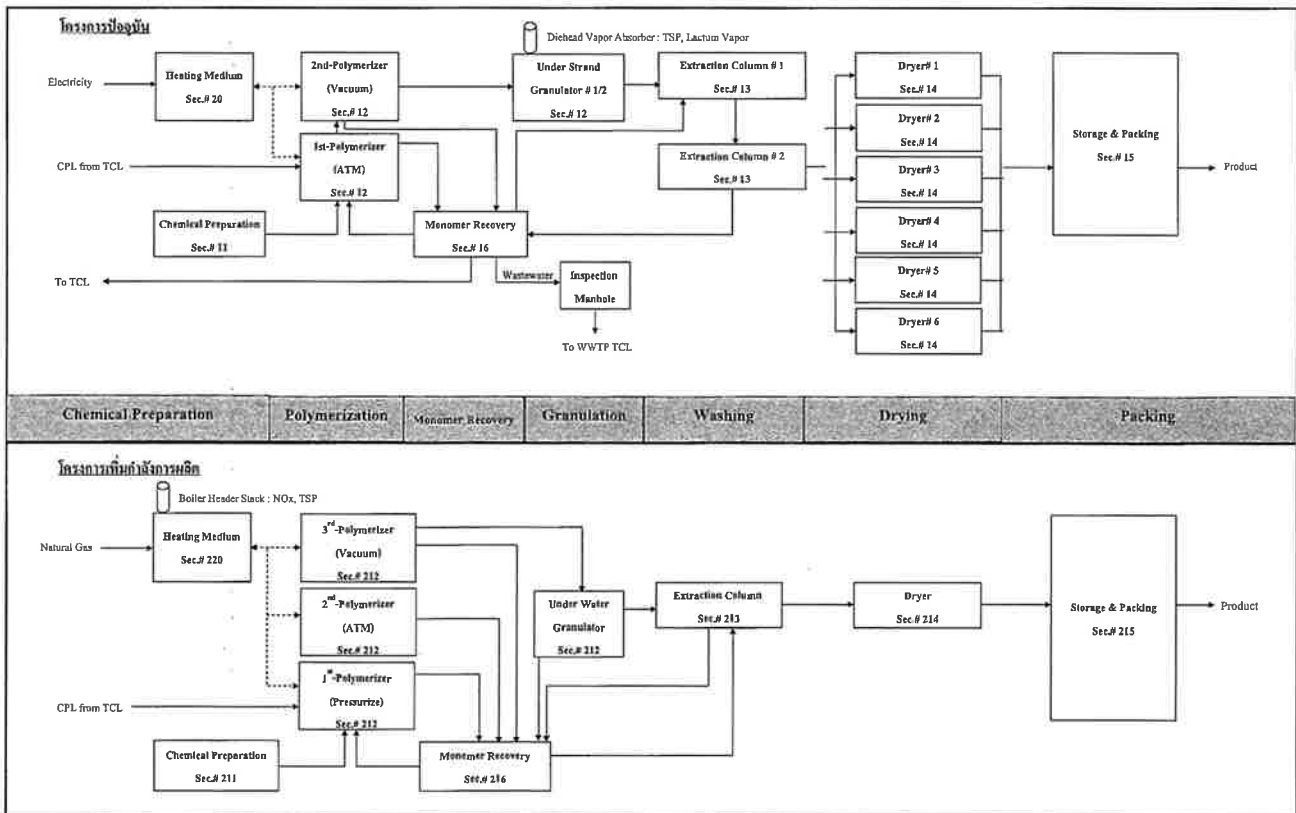 โครงการปัจจุบัน
Diehead Vapor Absorber : TSP, Lactum Vapor
Electricity
Heating Medium
Sec.# 20
2nd-Polymerizer
(Vacuum)
Sec.# 12
Under Strand
Granulator # 1/2
Sec.# 12
Extraction Column # 1
Sec.# 13
Dryer# 1
Sec.# 14
Dryer# 2
Sec.# 14
Storage & Packing
Sec.# 15
Product
CPL from TCL
1st-Polymerizer
(ATM)
Sec.# 12
Extraction Column # 2
Sec.# 13
Dryer# 3
Sec.# 14
Chemical Preparation
Sec.# 11
Monomer Recovery
Sec.# 16
Dryer# 4
Sec.# 14
To TCL
Wastewater
Inspection
Manhole
Dryer# 5
Sec.# 14
To WWTP TCL
Dryer# 6
Sec.# 14
Chemical Preparation
Polymerization
Monomer Recovery
Granulation
Washing
Drying
Packing
โครงการเพิ่มกำลังการผลิต
Boiler Header Stack : NOx, TSP
Natural Gas
Heating Medium
Sec.# 220
3rd-Polymerizer
(Vacuum)
Sec.# 212
2nd-Polymerizer
(ATM)
Sec.# 212
Under Water
Granulator
Sec.# 212
Extraction Column
Sec.# 213
Dryer
Sec.# 214
Storage & Packing
Sec.# 215
Product
CPL from TCL
1st-Polymerizer
(Pressurize)
Sec.# 212
Chemical Preparation
Sec.# 211
Monomer Recovery
Sec.# 216